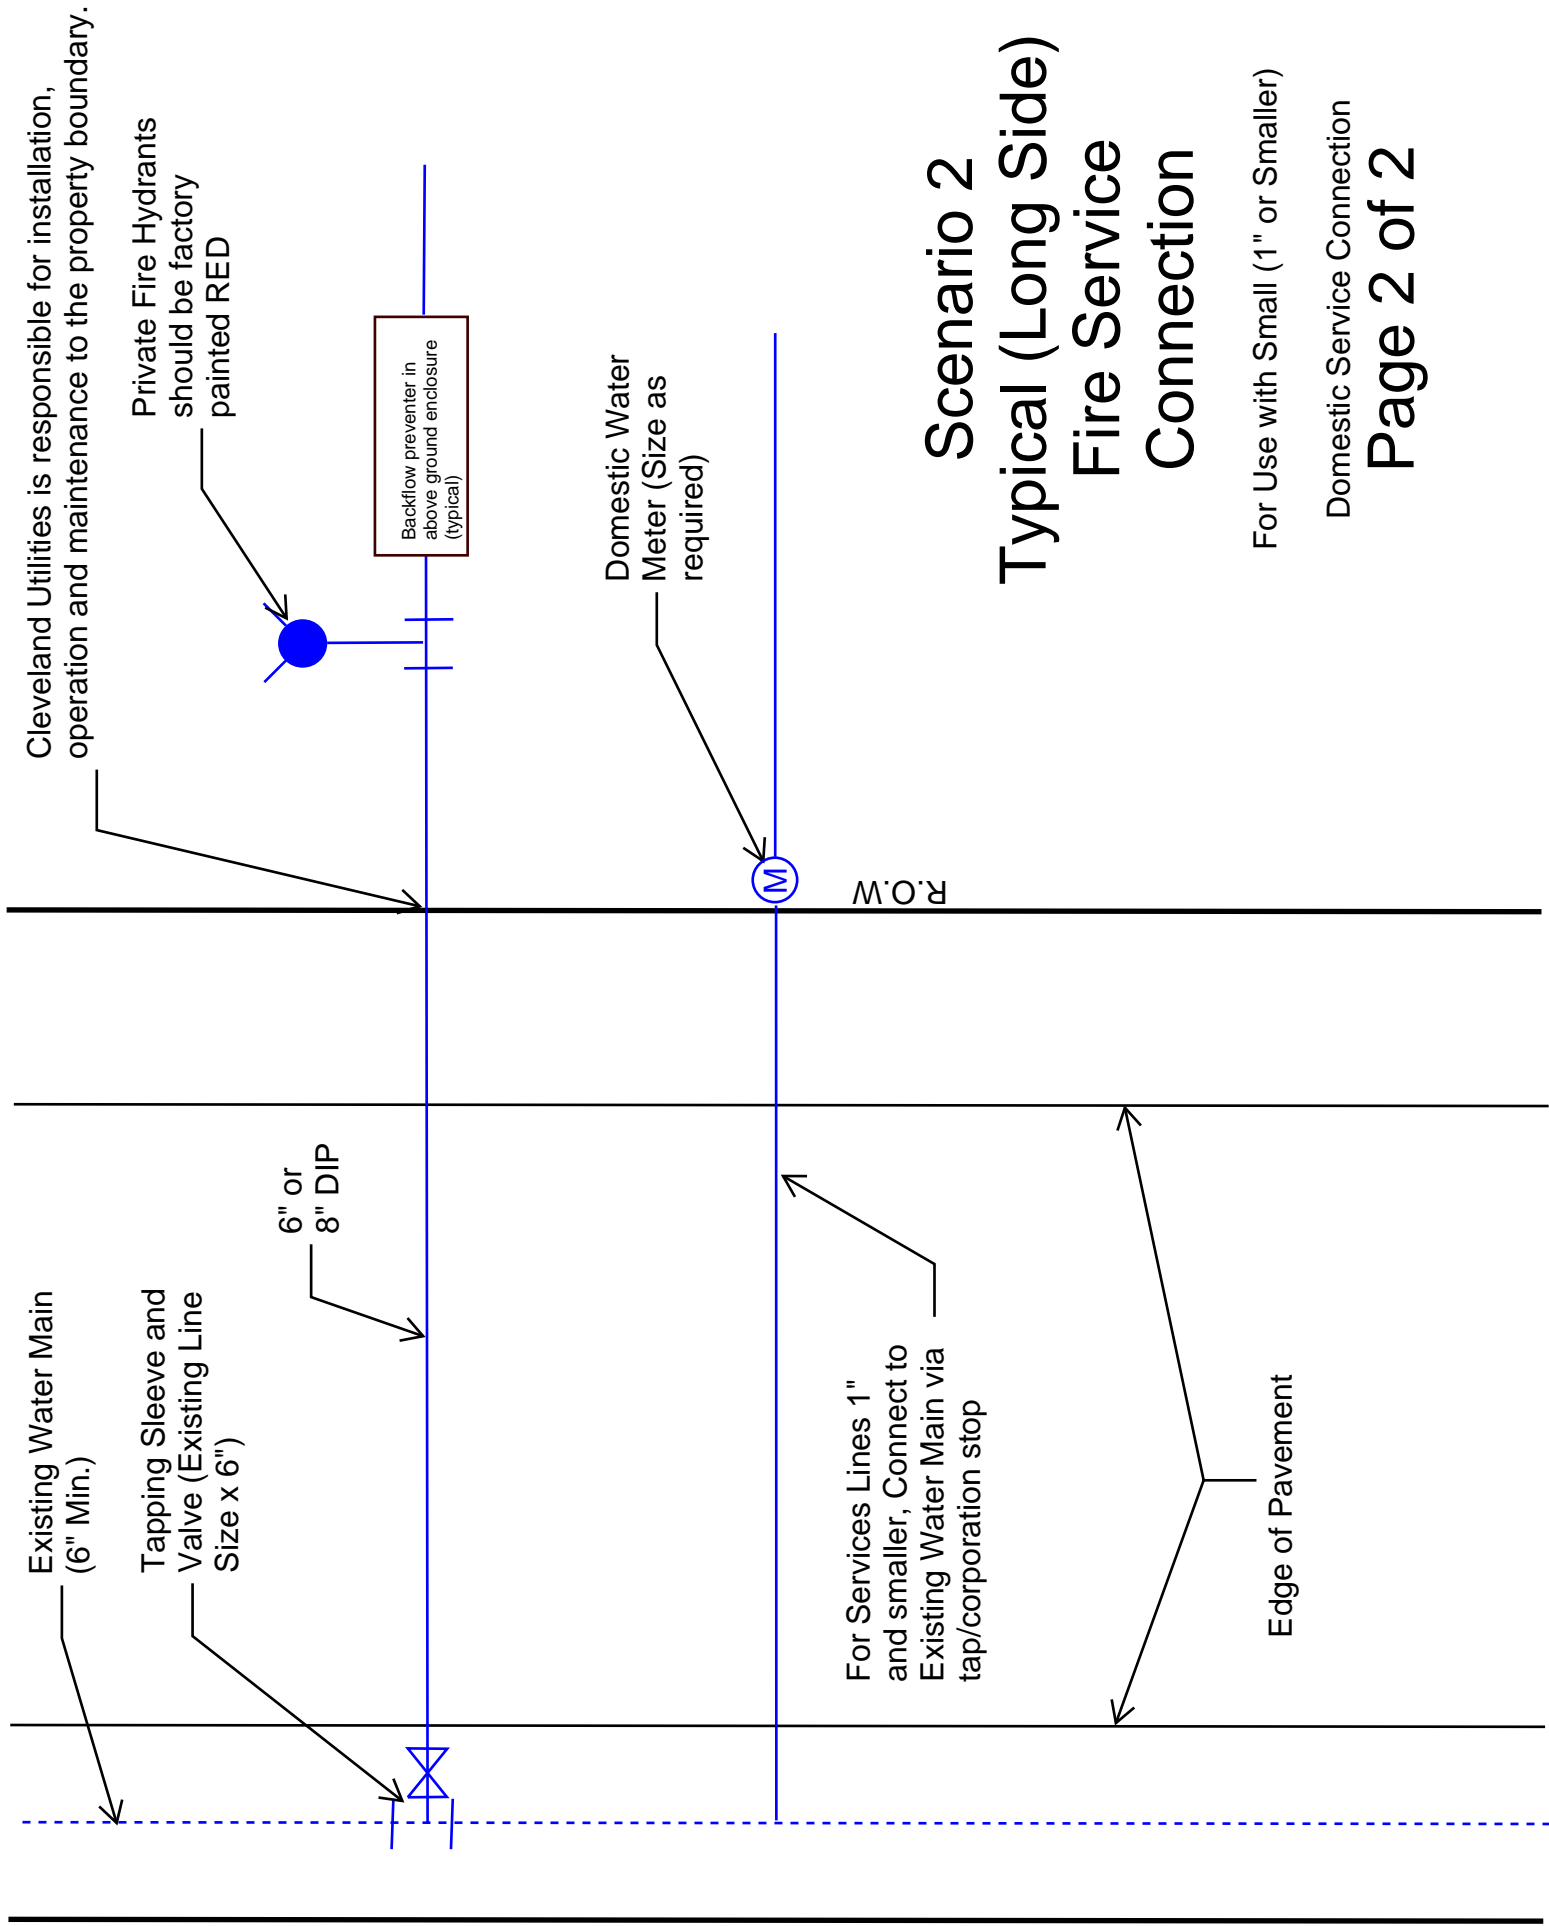 Cleveland Utilities is responsible for installation,
operation and maintenance to the property boundary.
Private Fire Hydrants
should be factory
painted RED
Existing Water Main
(6" Min.)
Tapping Sleeve and
Valve (Existing Line
Size x 6")
6" or
8" DIP
Backflow preventer in
above ground enclosure
(typical)
Domestic Water
Meter (Size as
required)
M
R.O.W
For Services Lines 1"
and smaller, Connect to
Existing Water Main via
tap/corporation stop
Edge of Pavement
Scenario 2
Typical (Long Side)
Fire Service
Connection
For Use with Small (1" or Smaller)
Domestic Service Connection
Page 2 of 2